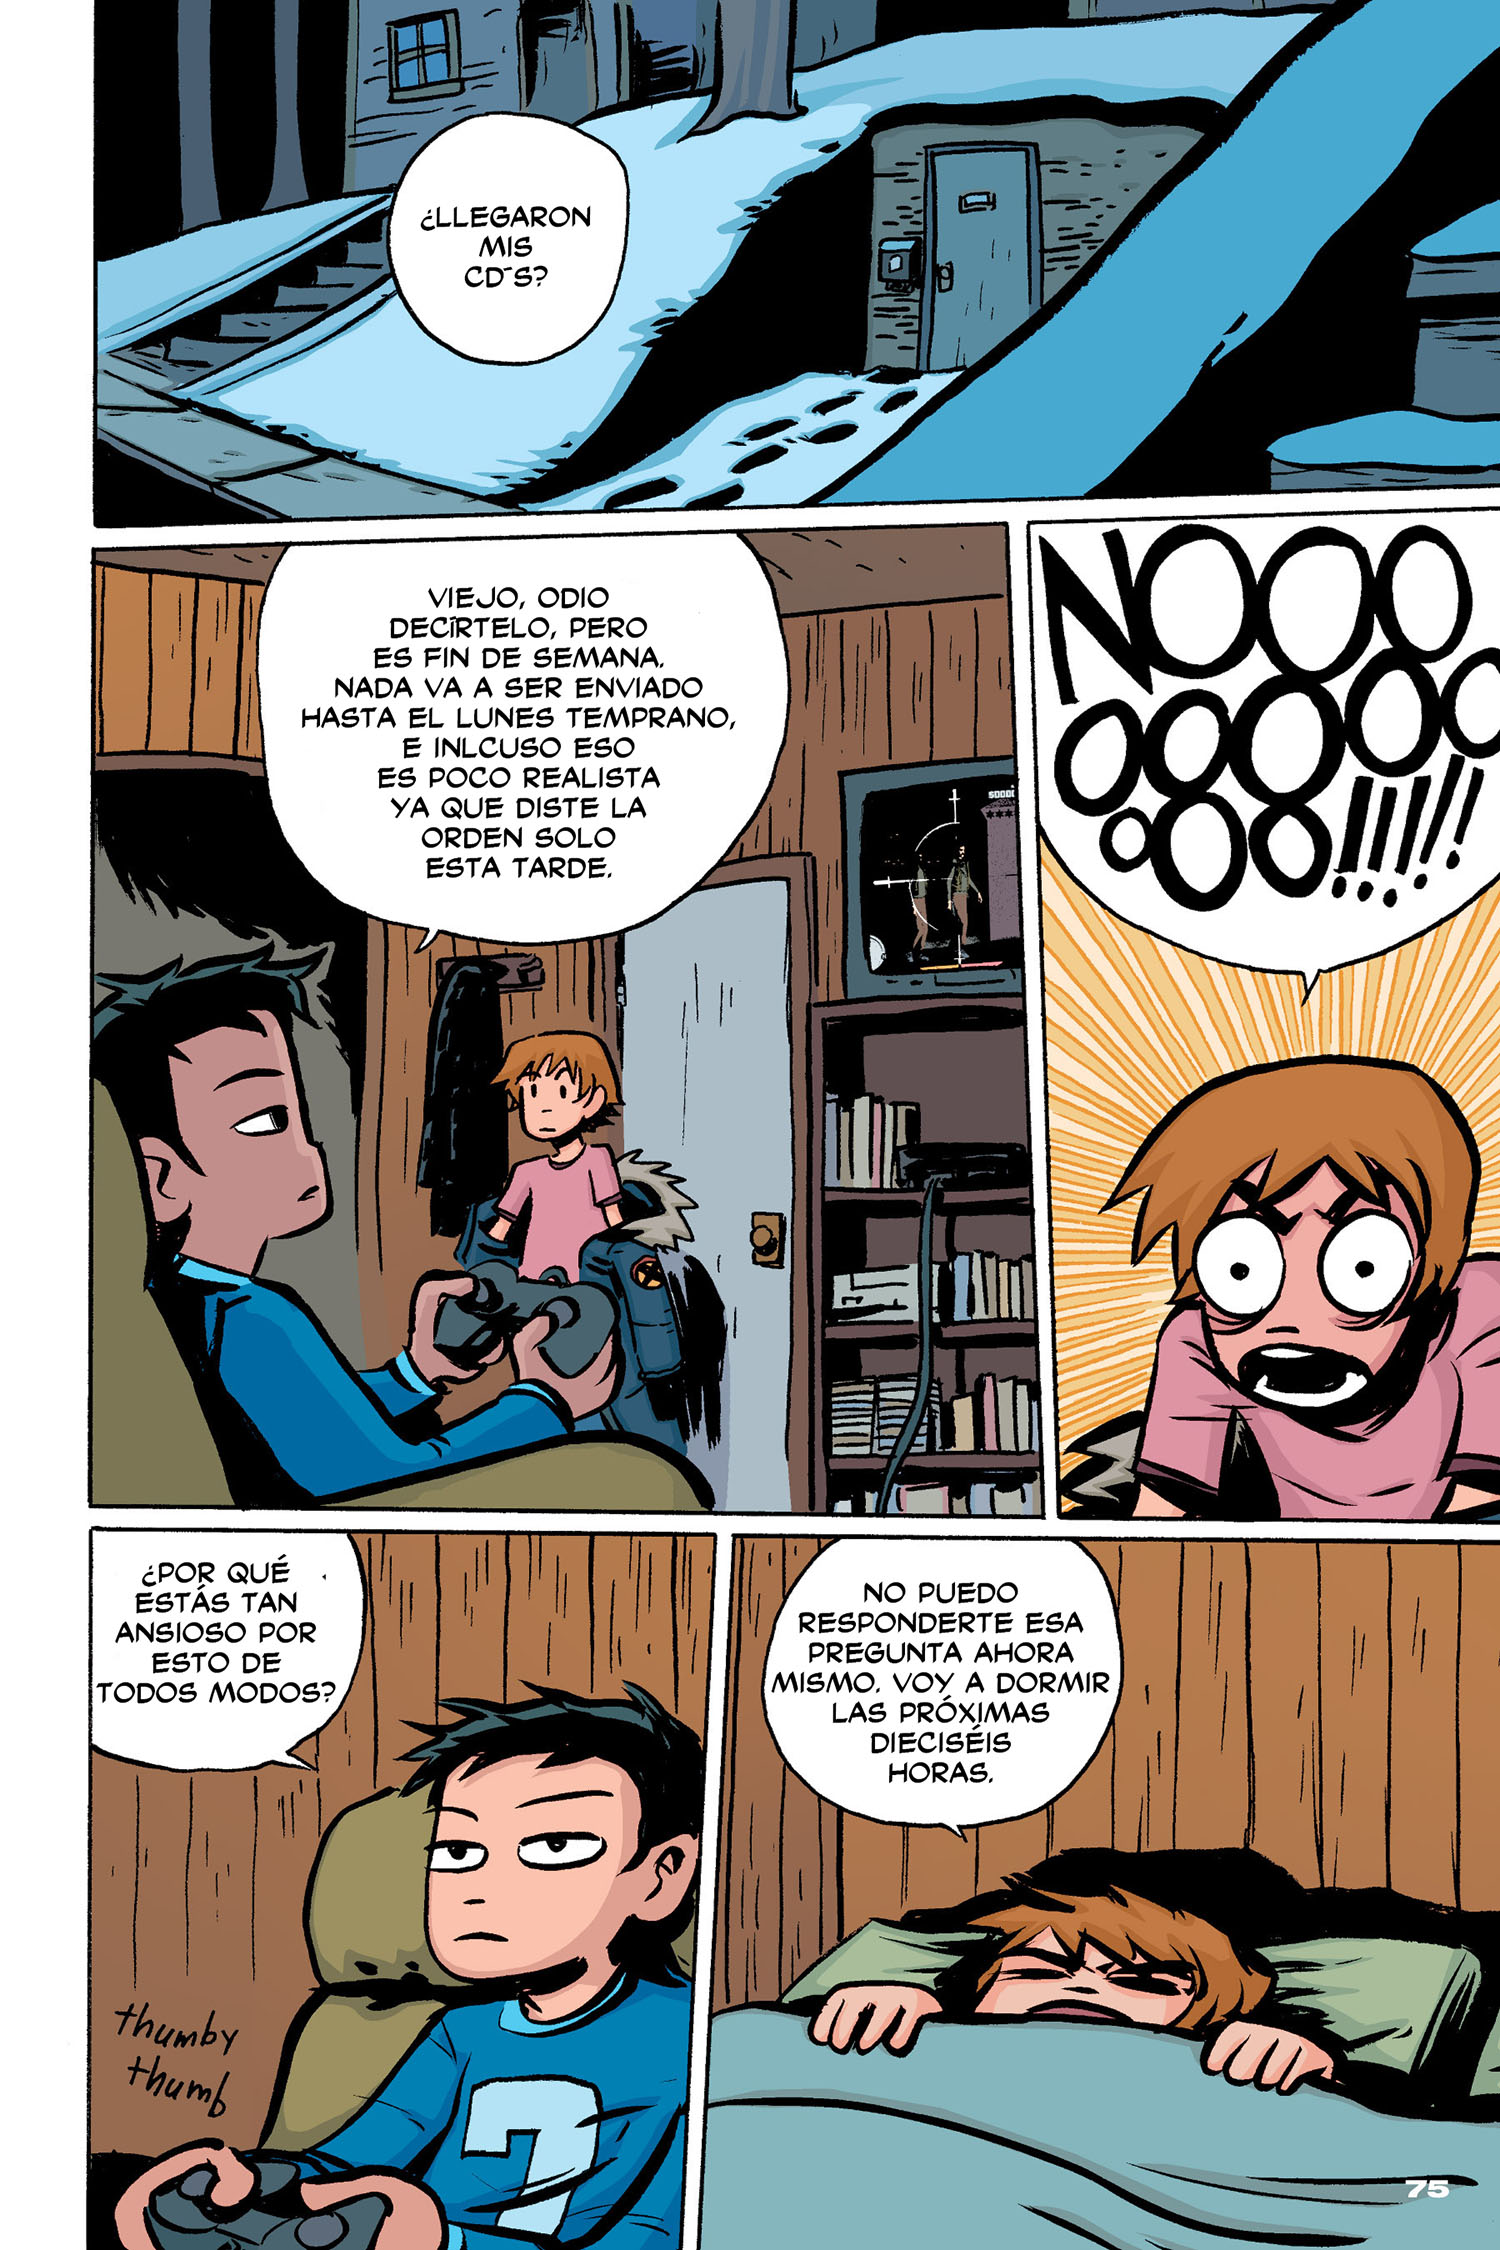 ¿LLEGARON
MIS
CD´S?
VIEJO, ODIO
DECÍRTELO, PERO
ES FIN DE SEMANA.
NADA VA A SER ENVIADO
HASTA EL LUNES TEMPRANO,
E INLCUSO ESO
ES POCO REALISTA
YA QUE DISTE LA
ORDEN SOLO
ESTA TARDE.
NOOO
OOOOO
OOO!!!!!
¿POR QUÉ
ESTÁS TAN
ANSIOSO POR
ESTO DE
TODOS MODOS?
thumby
thumb
7
NO PUEDO
RESPONDERTE ESA
PREGUNTA AHORA
MISMO. VOY A DORMIR
LAS PRÓXIMAS
DIECISÉIS
HORAS.
75